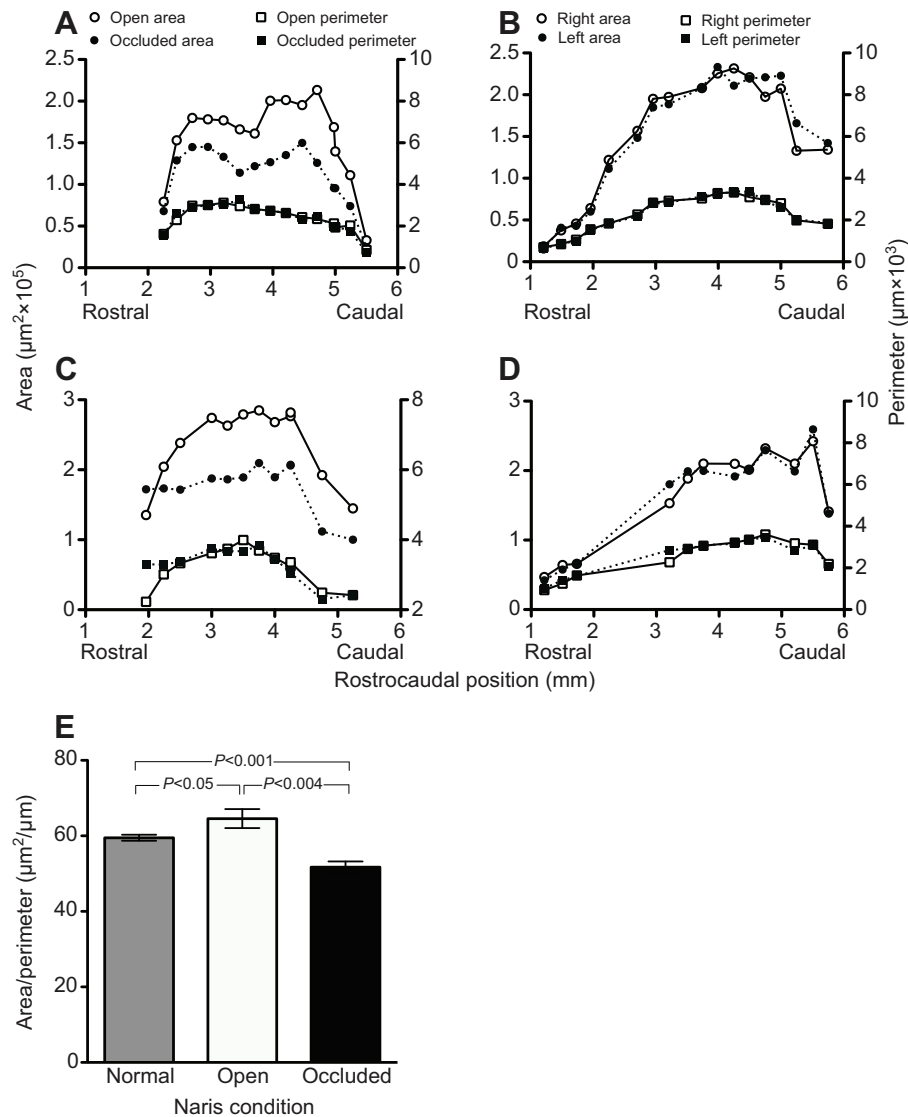 A
Open area
Open perimeter
Occluded area
Occluded perimeter
2.5
2.0
1.5
1.0
0.5
0
10
8
6
4
2
0
1 2 3 4 5 6
Rostral Caudal
B
Right area
Right perimeter
Left area
Left perimeter
2.5
2.0
1.5
1.0
0.5
0
10
8
6
4
2
0
1 2 3 4 5 6
Rostral Caudal
Area (µm²×10⁵)
Perimeter (µm×10³)
C
3
2
1
0
8
6
4
2
1 2 3 4 5 6
Rostral Caudal
D
3
2
1
0
10
8
6
4
2
0
1 2 3 4 5 6
Rostral Caudal
Rostrocaudal position (mm)
E
80
60
40
20
0
Area/perimeter (µm²/µm)
P<0.001
P<0.05 P<0.004
Normal Open Occluded
Naris condition